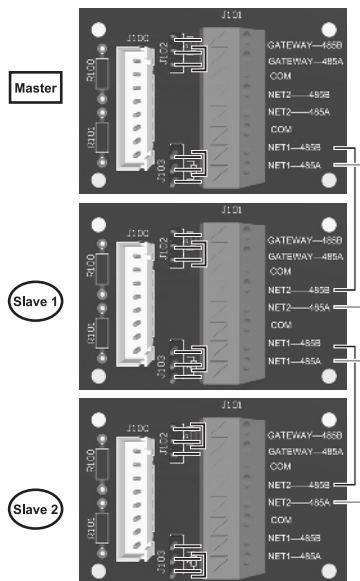 J101
J100
J102
R100
R101
J103
GATEWAY—485B
GATEWAY—485A
COM
NET2—485B
NET2—485A
COM
NET1—485B
NET1—485A
Master
J101
J100
J102
R100
R101
J103
GATEWAY—485B
GATEWAY—485A
COM
NET2—485B
NET2—485A
COM
NET1—485B
NET1—485A
Slave 1
J101
J100
J102
R100
R101
J103
GATEWAY—485B
GATEWAY—485A
COM
NET2—485B
NET2—485A
COM
NET1—485B
NET1—485A
Slave 2